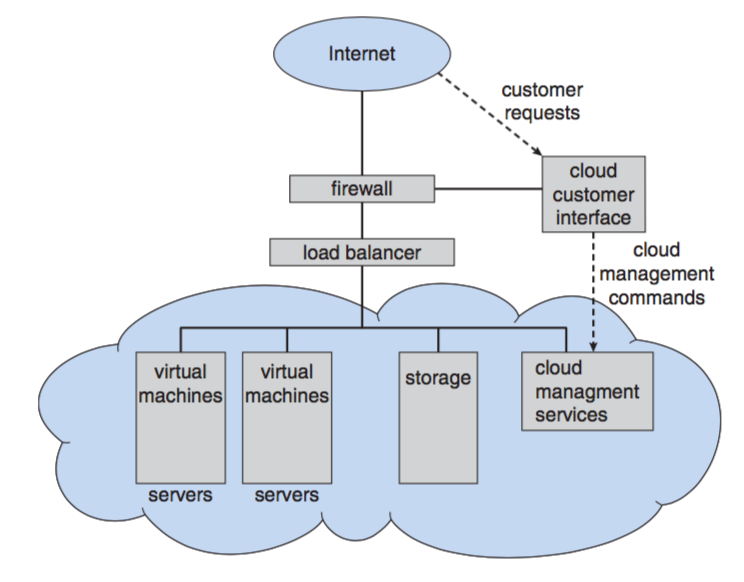 Internet
customer
requests
cloud
customer
interface
firewall
load balancer
cloud
management
commands
virtual
machines
virtual
machines
storage
cloud
managment
services
servers
servers